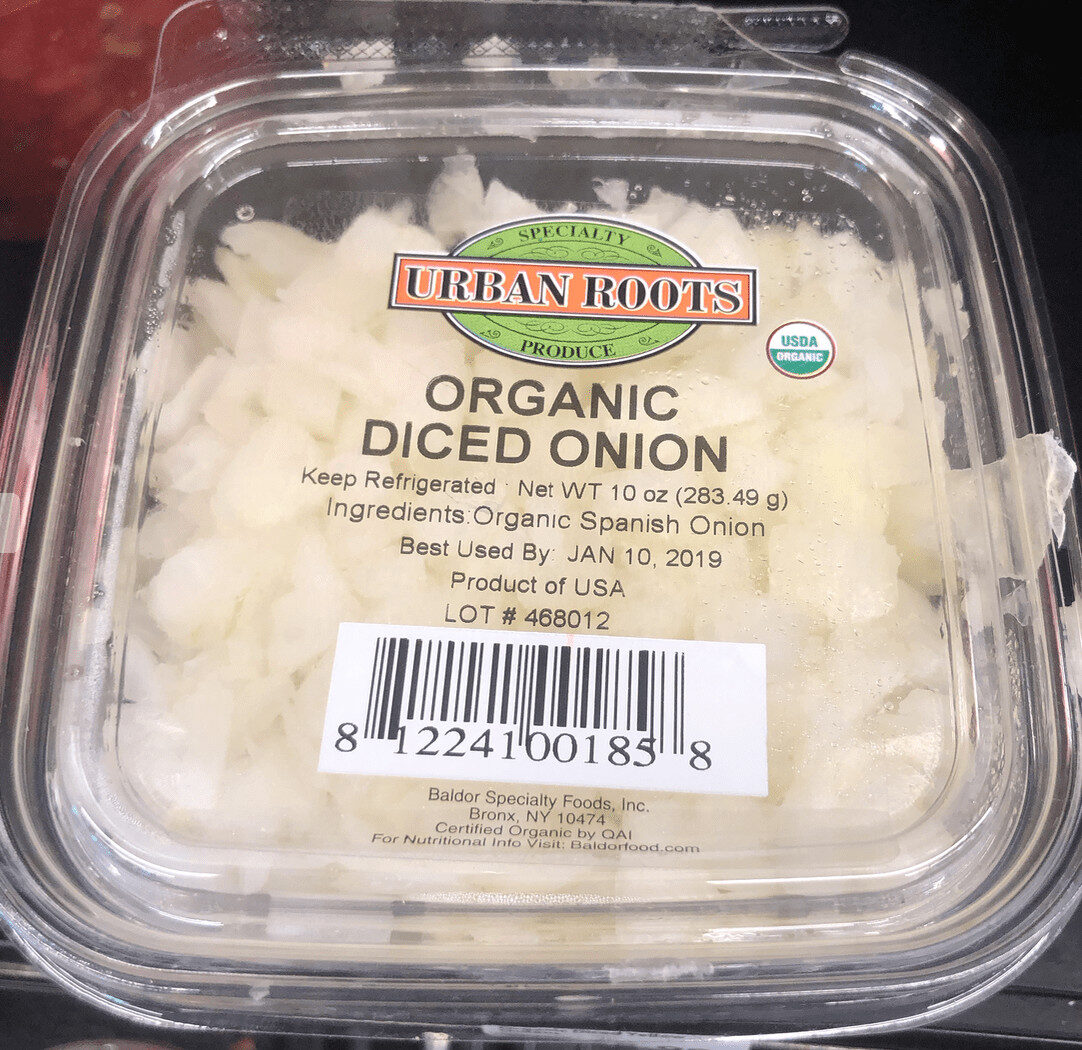 SPECIALTY
URBAN ROOTS
PRODUCE
USDA
ORGANIC
ORGANIC
DICED ONION
Keep Refrigerated · Net WT 10 oz (283.49 g)
Ingredients:Organic Spanish Onion
Best Used By: JAN 10, 2019
Product of USA
LOT # 468012
8 12241 00185 8
Baldor Specialty Foods, Inc.
Bronx, NY 10474
Certified Organic by QAI
For Nutritional Info Visit: Baldorfood.com